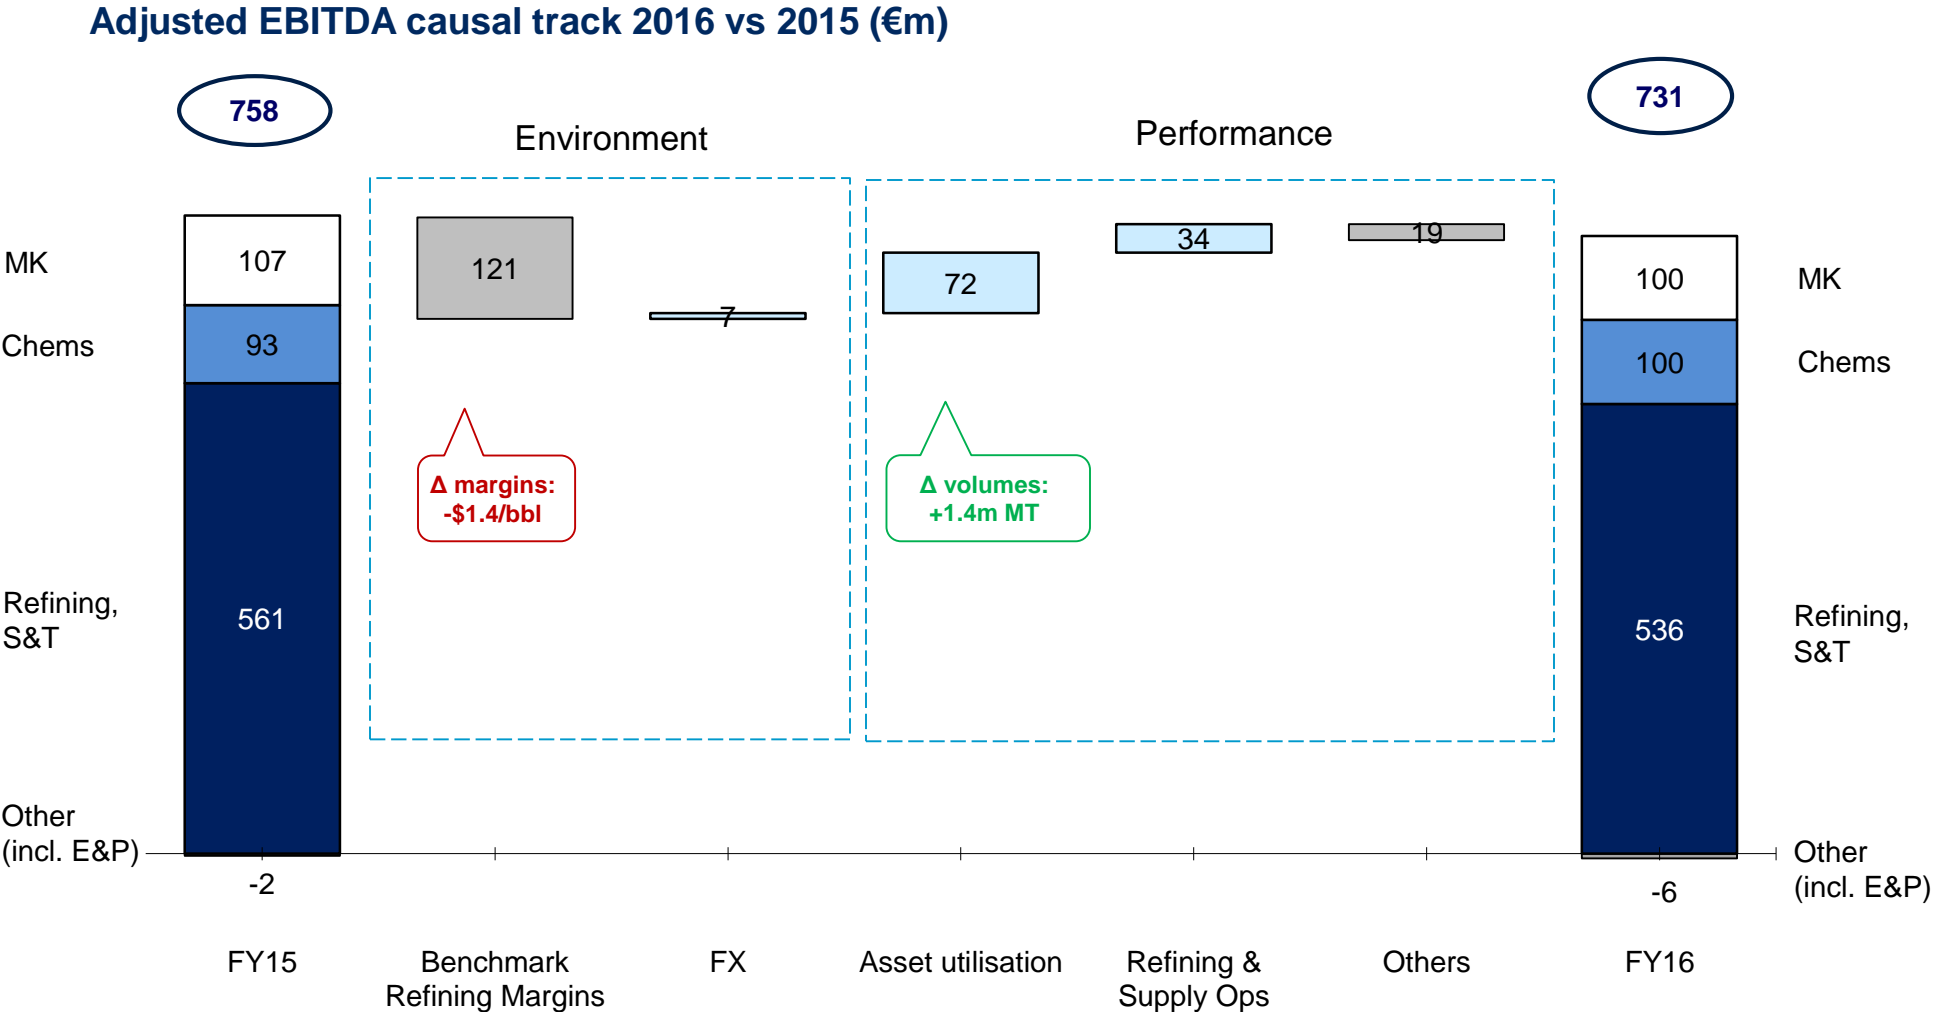 Adjusted EBITDA causal track 2016 vs 2015 (€m)
758
731
Environment
Performance
MK
107
121
7
72
34
19
100
MK
Chems
93
100
Chems
Δ margins:
-$1.4/bbl
Δ volumes:
+1.4m MT
Refining,
S&T
561
536
Refining,
S&T
Other
(incl. E&P)
-2
-6
Other
(incl. E&P)
FY15
Benchmark
Refining Margins
FX
Asset utilisation
Refining &
Supply Ops
Others
FY16